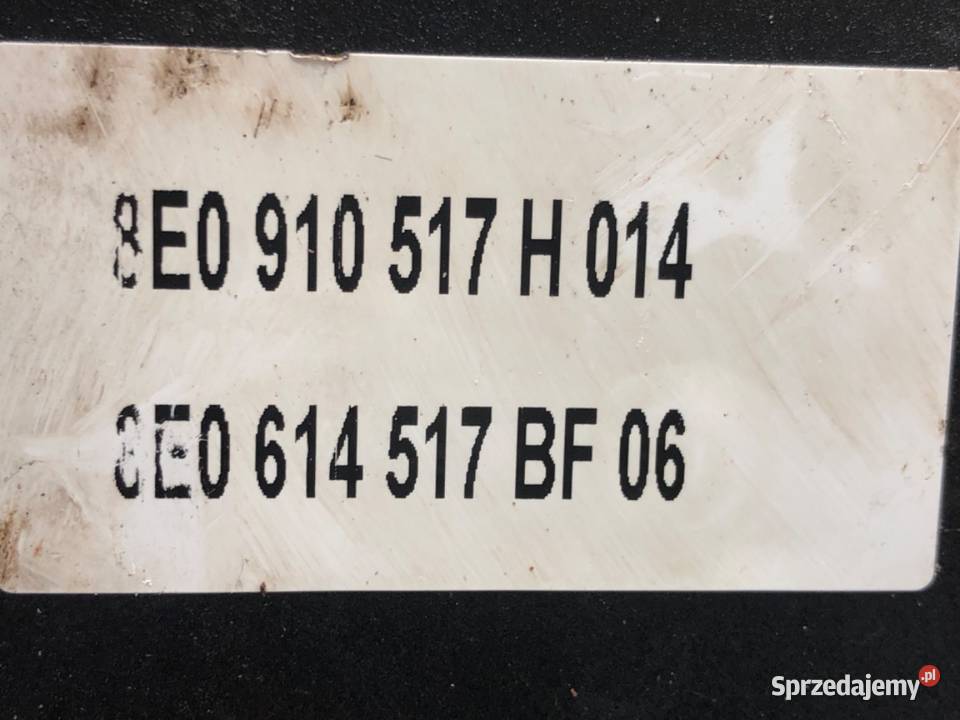 8E0 910 517 H 014
8E0 614 517 BF 06
Sprzedajemy.pl